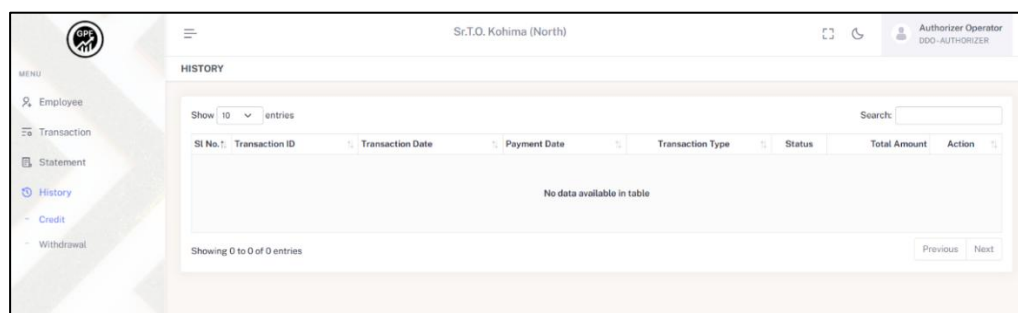 GPF
Sr.T.O. Kohima (North)
Authorizer Operator
DDO-AUTHORIZER
MENU
HISTORY
Employee
Transaction
Statement
History
Credit
Withdrawal
Show 10 entries
Search:
Sl No. Transaction ID Transaction Date Payment Date Transaction Type Status Total Amount Action
No data available in table
Showing 0 to 0 of 0 entries
Previous Next